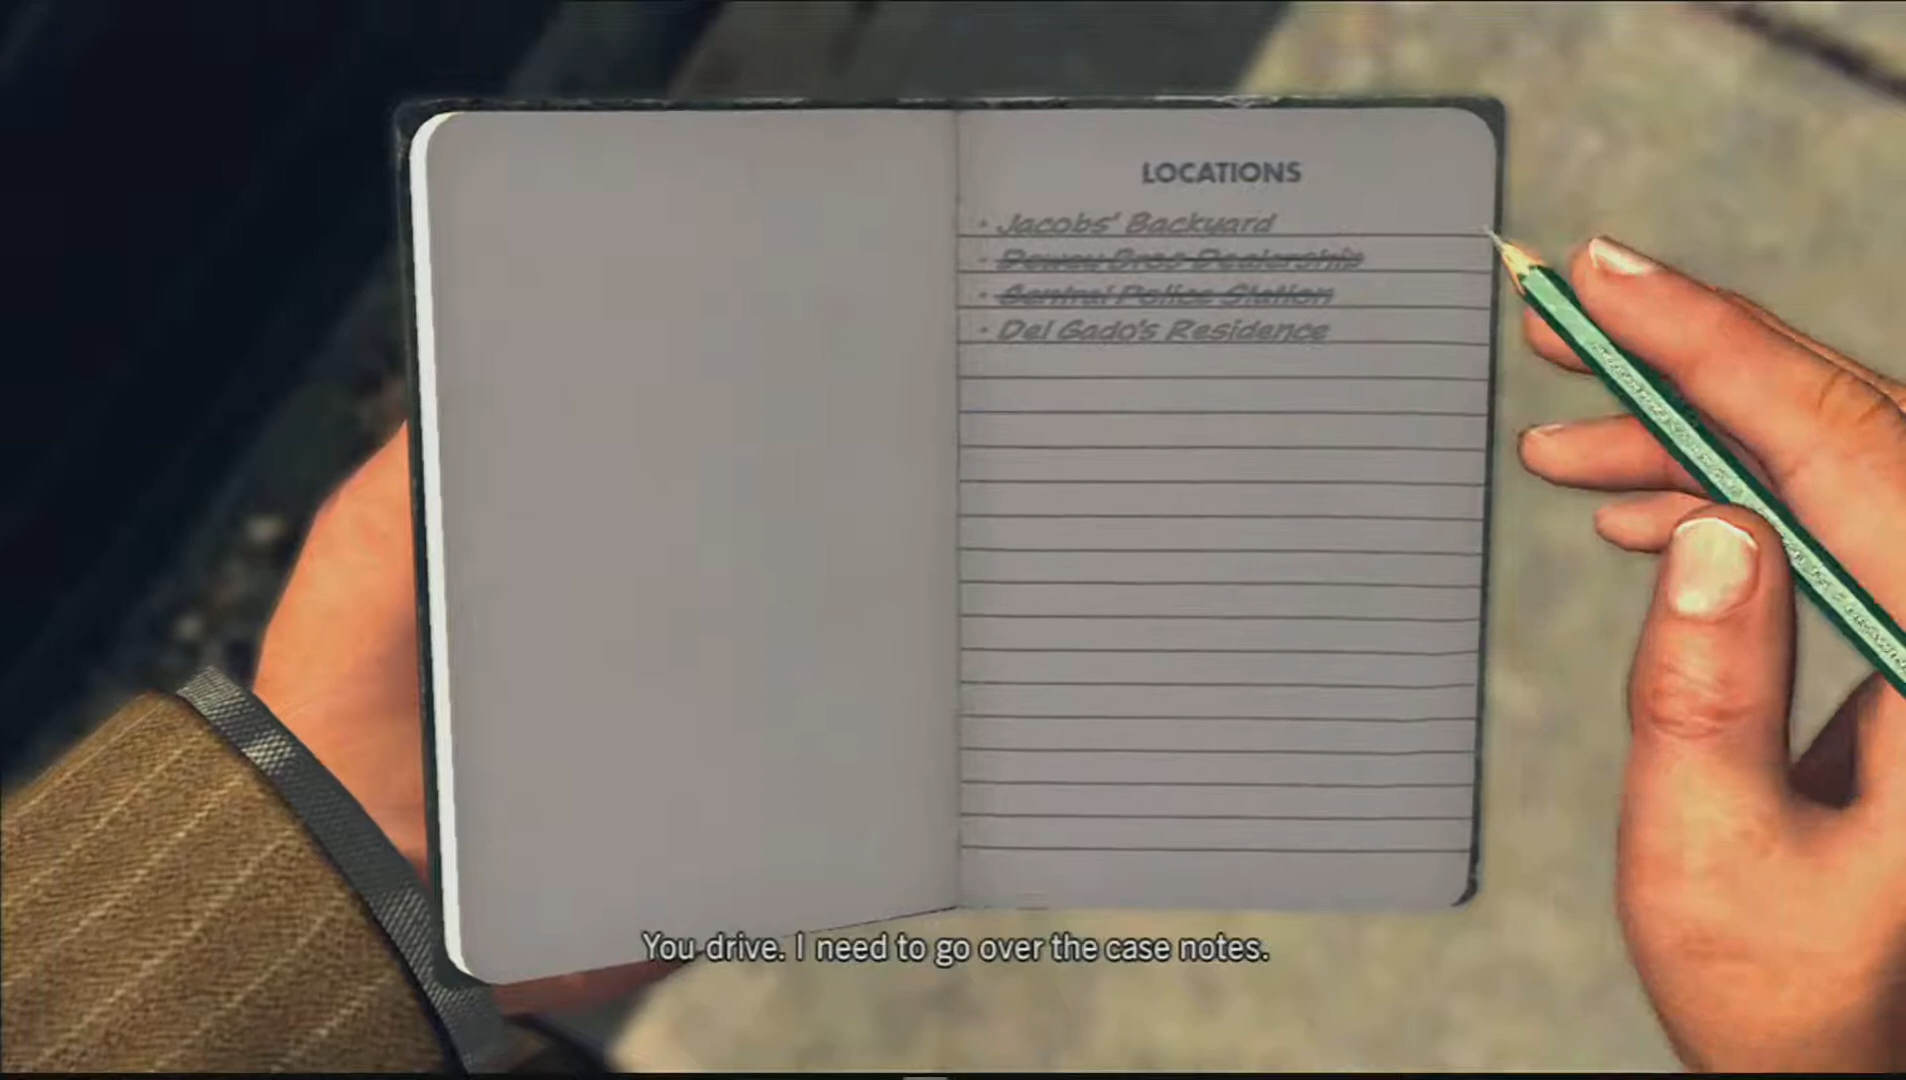 LOCATIONS
• Jacobs' Backyard
• Dewey Bros Dealership
• Central Police Station
• Del Gado's Residence
You drive. I need to go over the case notes.